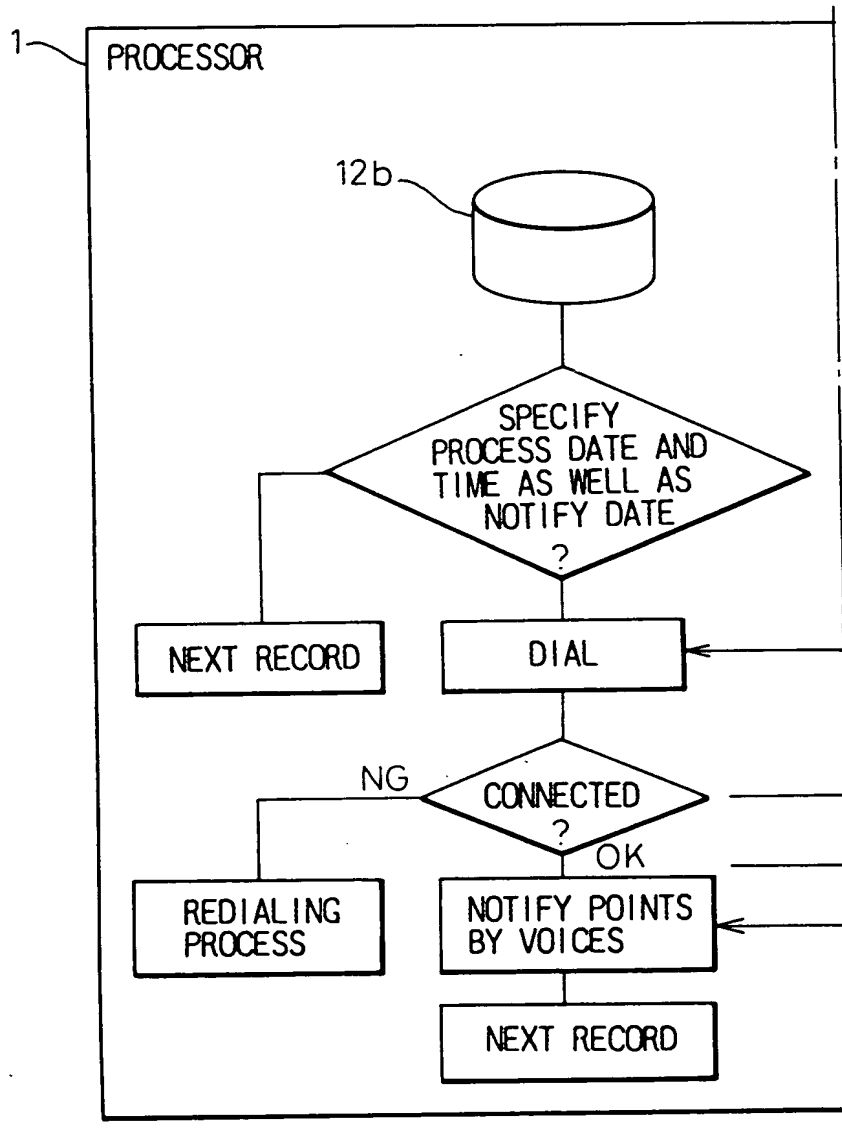 1
PROCESSOR
12b
SPECIFY
PROCESS DATE AND
TIME AS WELL AS
NOTIFY DATE
?
NEXT RECORD
DIAL
NG
CONNECTED
?
OK
REDIALING
PROCESS
NOTIFY POINTS
BY VOICES
NEXT RECORD